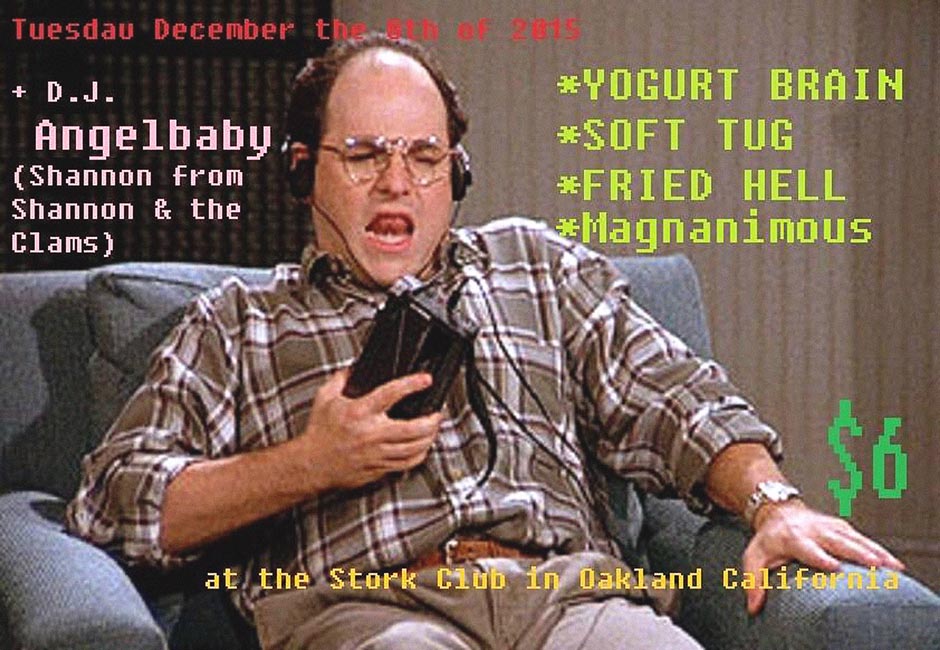 Tuesdau December the 8th of 2015
+ D.J.
Angelbaby
(Shannon from
Shannon & the
Clams)
*YOGURT BRAIN
*SOFT TUG
*FRIED HELL
*Magnanimous
$6
at the Stork Club in Oakland California